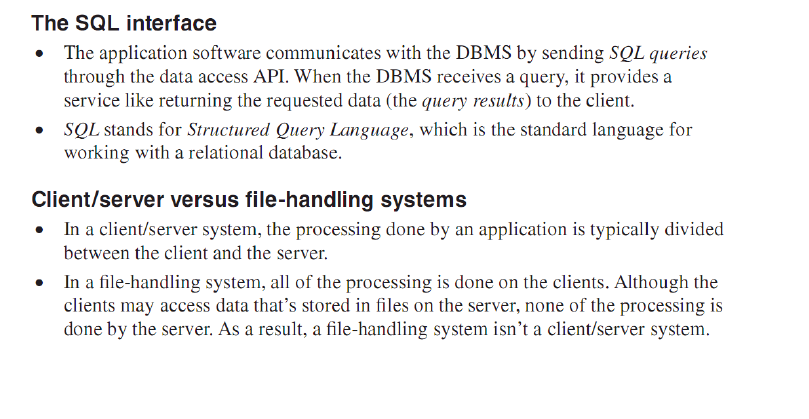 The SQL interface
• The application software communicates with the DBMS by sending SQL queries
through the data access API. When the DBMS receives a query, it provides a
service like returning the requested data (the query results) to the client.
• SQL stands for Structured Query Language, which is the standard language for
working with a relational database.
Client/server versus file-handling systems
• In a client/server system, the processing done by an application is typically divided
between the client and the server.
• In a file-handling system, all of the processing is done on the clients. Although the
clients may access data that's stored in files on the server, none of the processing is
done by the server. As a result, a file-handling system isn't a client/server system.